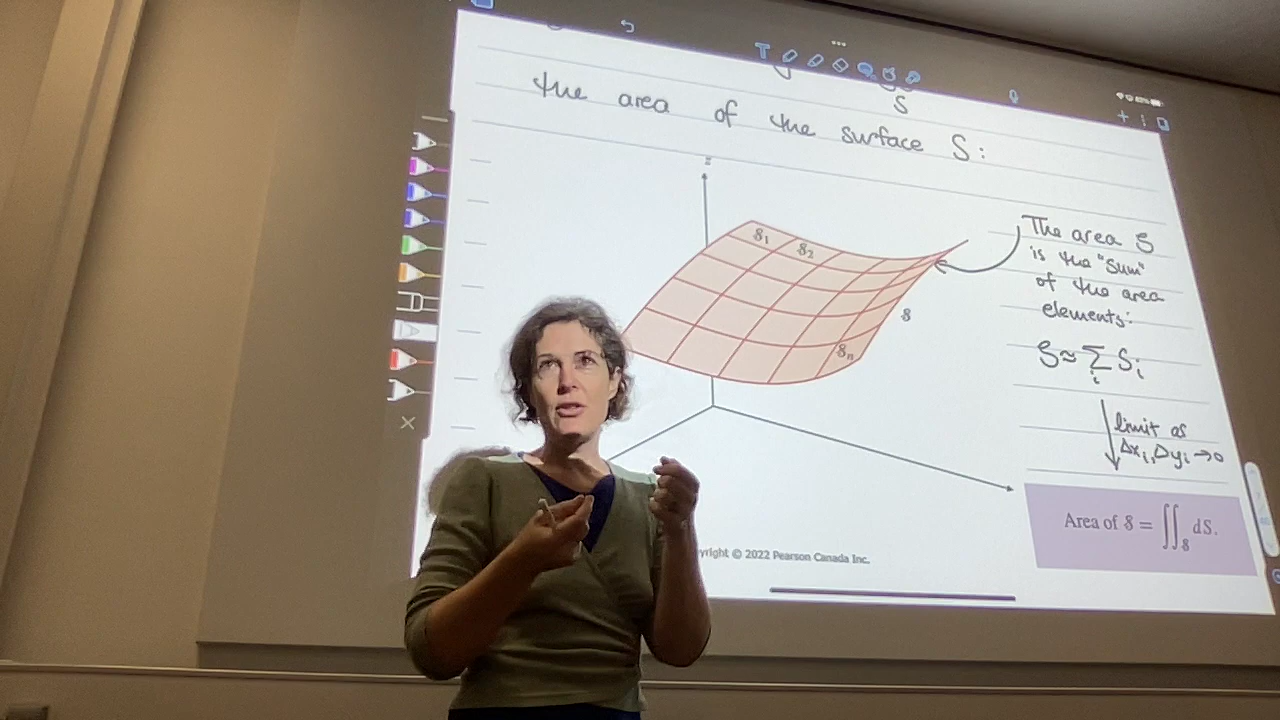 S
the area of the surface S:
z
S1 S2
S
Sn
The area S
is the "sum"
of the area
elements:
S ≈ ∑ Si
i
limit as
Δxi, Δyi → 0
Area of S = ∬S dS.
yright © 2022 Pearson Canada Inc.